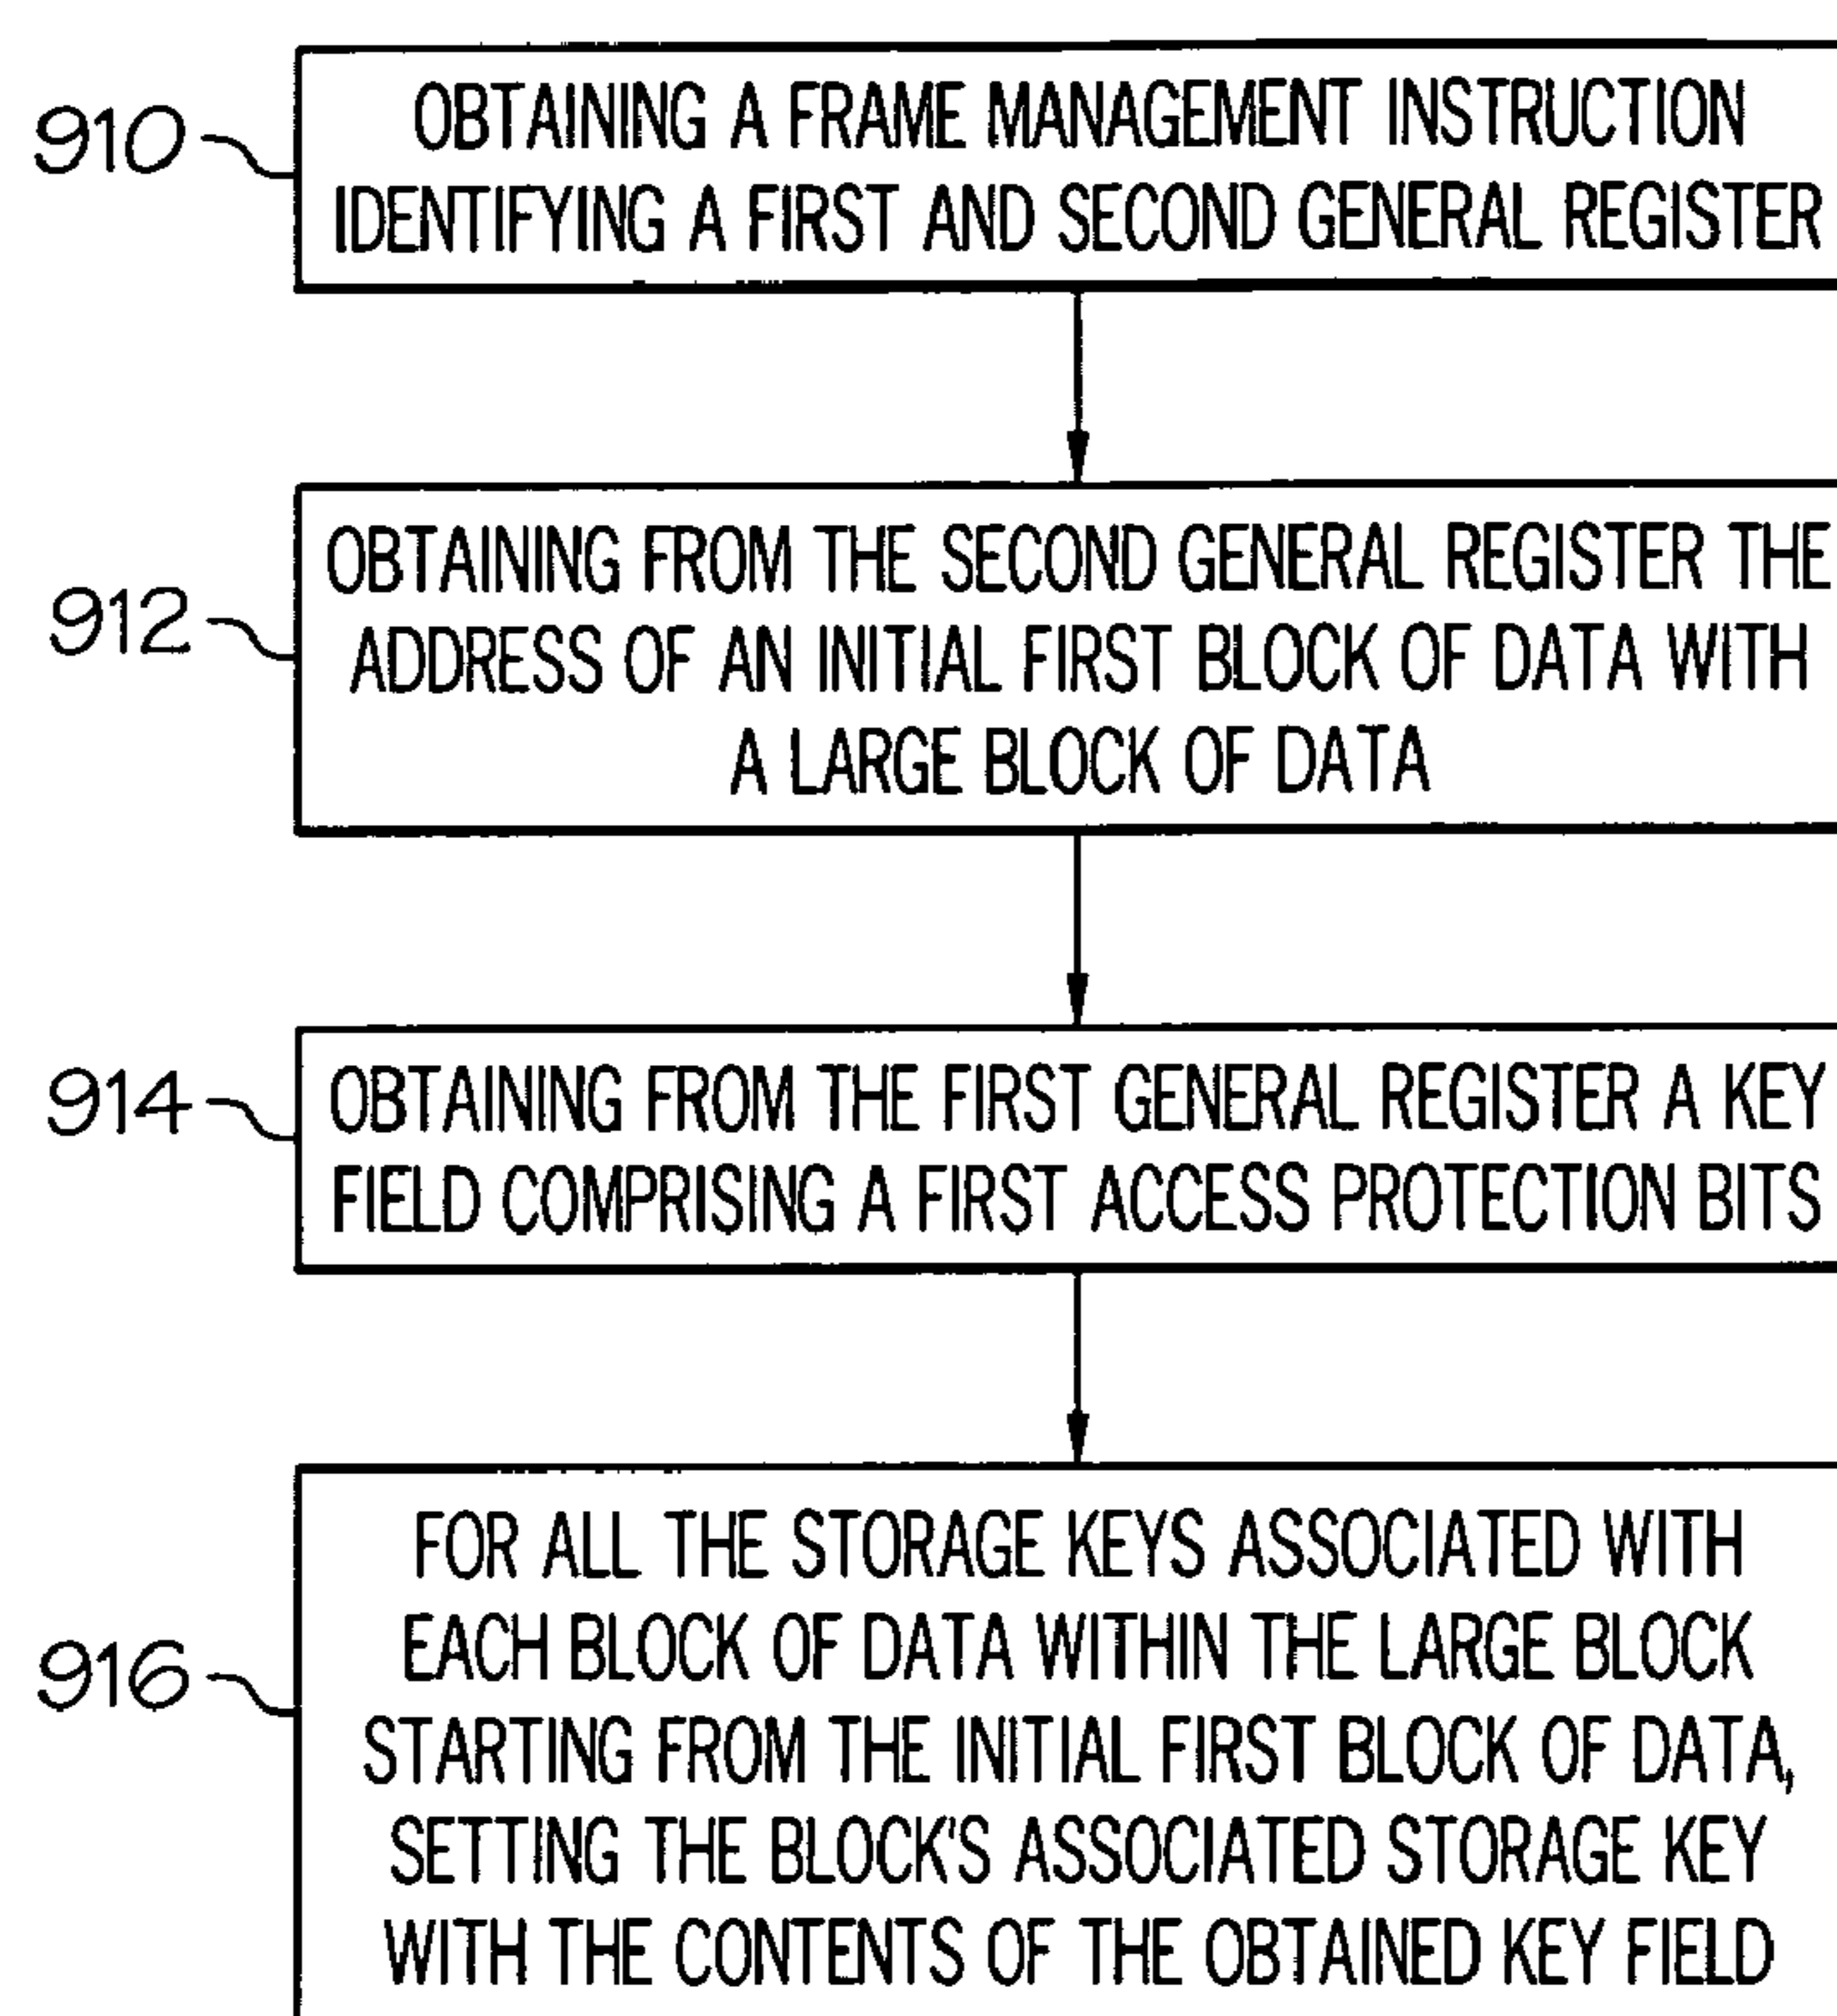 910
OBTAINING A FRAME MANAGEMENT INSTRUCTION
IDENTIFYING A FIRST AND SECOND GENERAL REGISTER
912
OBTAINING FROM THE SECOND GENERAL REGISTER THE
ADDRESS OF AN INITIAL FIRST BLOCK OF DATA WITH
A LARGE BLOCK OF DATA
914
OBTAINING FROM THE FIRST GENERAL REGISTER A KEY
FIELD COMPRISING A FIRST ACCESS PROTECTION BITS
916
FOR ALL THE STORAGE KEYS ASSOCIATED WITH
EACH BLOCK OF DATA WITHIN THE LARGE BLOCK
STARTING FROM THE INITIAL FIRST BLOCK OF DATA,
SETTING THE BLOCK'S ASSOCIATED STORAGE KEY
WITH THE CONTENTS OF THE OBTAINED KEY FIELD